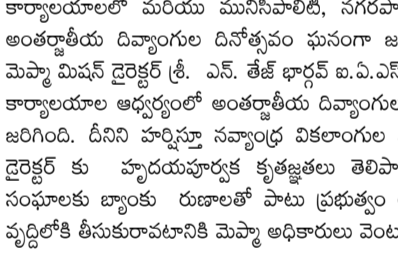 కార్యాలయాలలో మరియు మునిసిపాలిటి, నగరపా
అంతర్జాతీయ దివ్యాంగుల దినోత్సవం ఘనంగా జ
మెప్మా మిషన్ డైరెక్టర్ శ్రీ. ఎన్. తేజ్ భార్గవ్ ఐ.ఏ.ఎస్
కార్యాలయాల ఆధ్వర్యంలో అంతర్జాతీయ దివ్యాంగుల
జరిగింది. దీనిని హర్షిస్తూ నవ్యాంధ్ర వికలాంగుల
డైరెక్టర్ కు హృదయపూర్వక కృతజ్ఞతలు తెలిపా
సంఘాలకు బ్యాంకు రుణాలతో పాటు ప్రభుత్వం
వృద్దిలోకి తీసుకురావటానికి మెప్మా అధికారులు వెంట